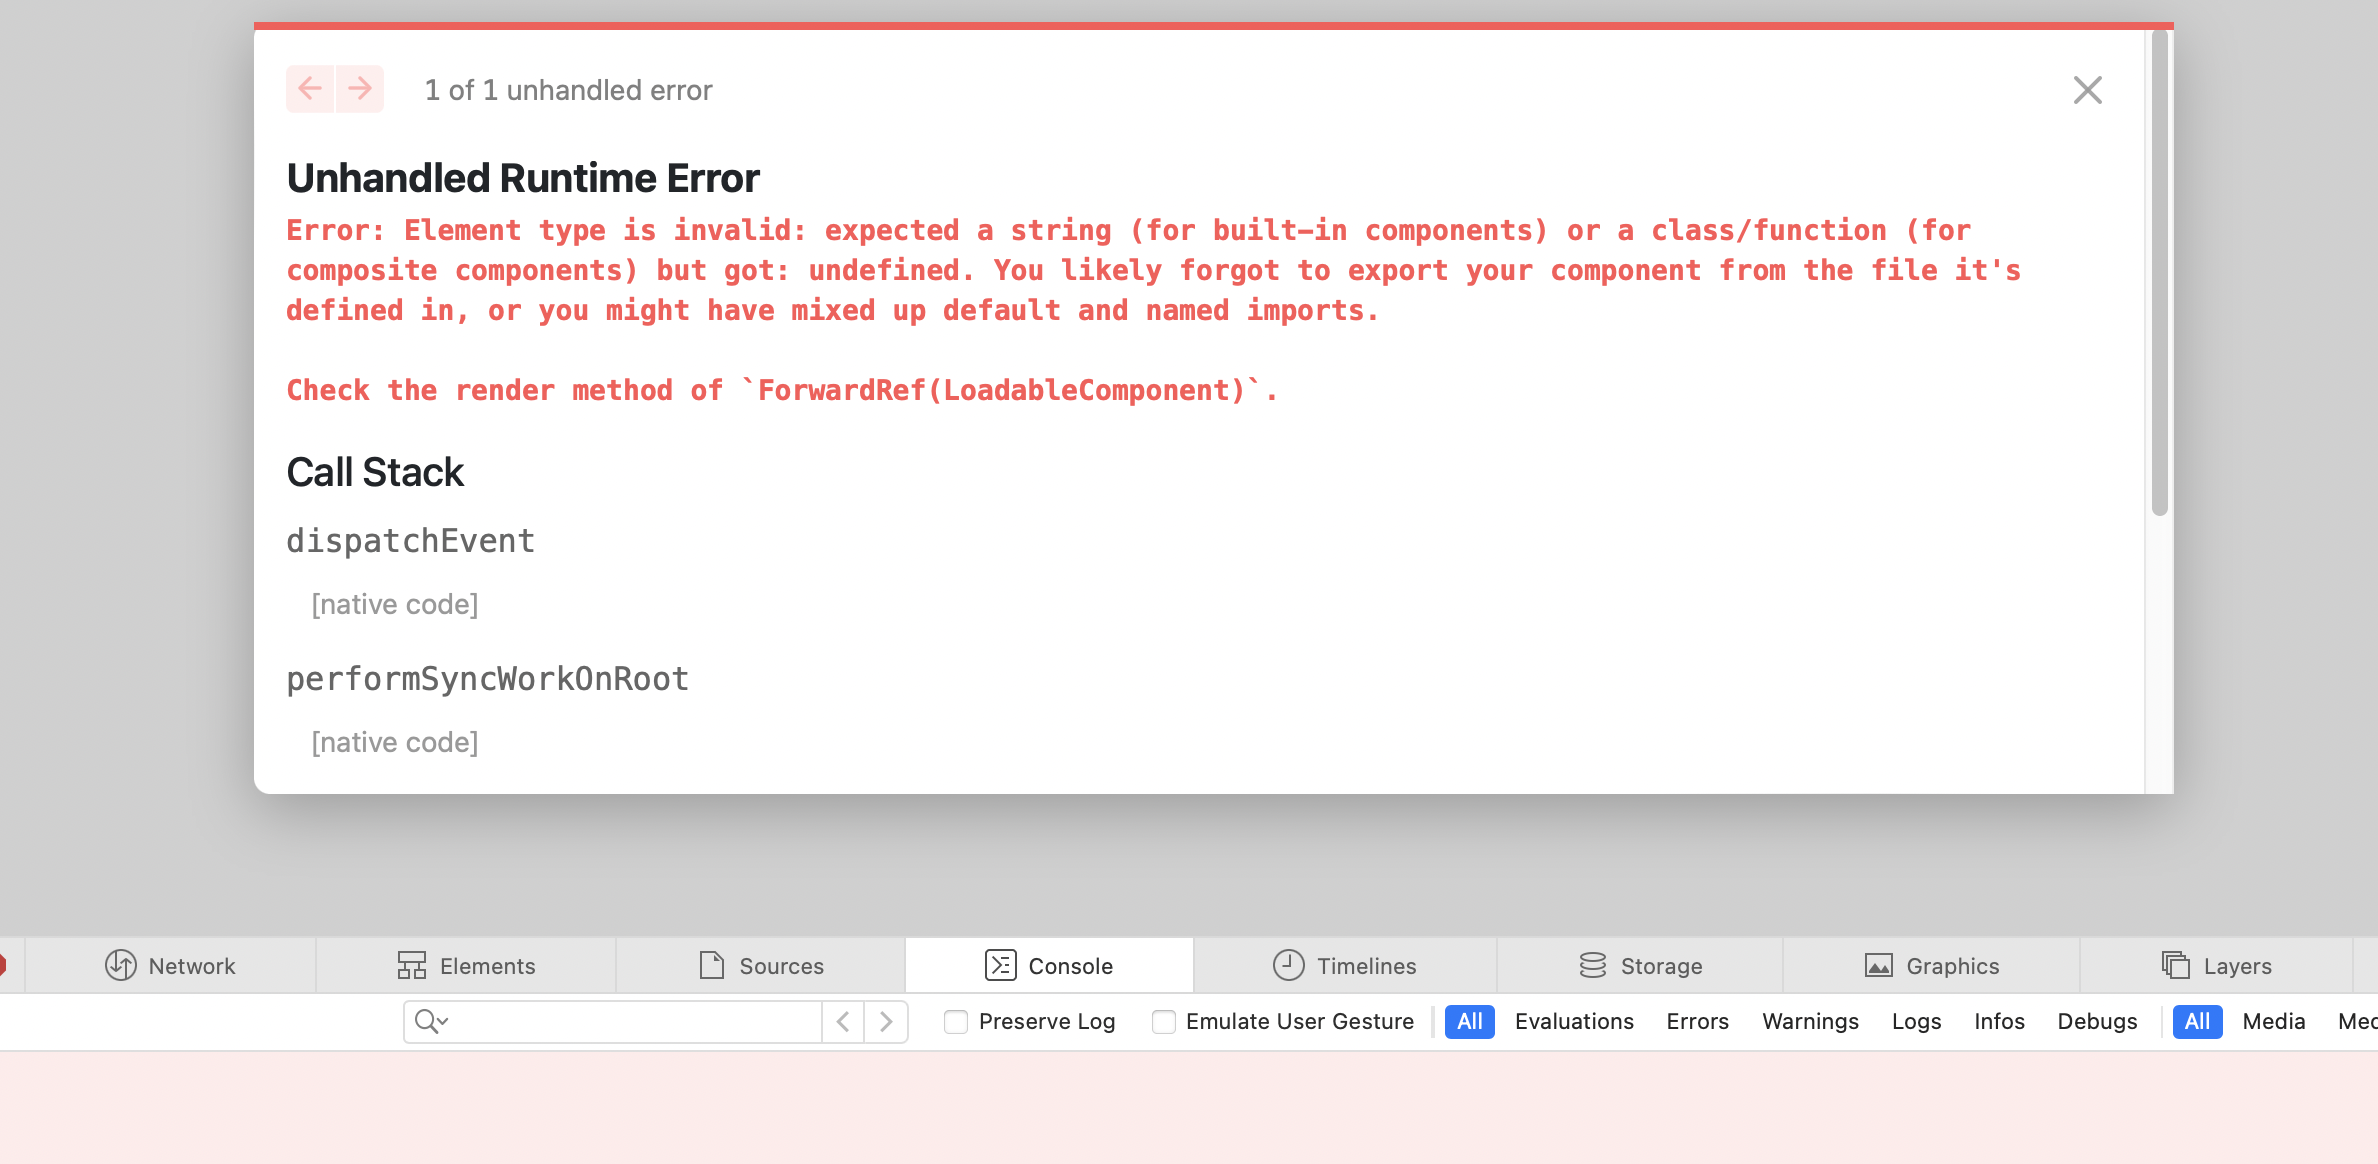 1 of 1 unhandled error
Unhandled Runtime Error
Error: Element type is invalid: expected a string (for built-in components) or a class/function (for
composite components) but got: undefined. You likely forgot to export your component from the file it's
defined in, or you might have mixed up default and named imports.
Check the render method of `ForwardRef(LoadableComponent)`.
Call Stack
dispatchEvent
[native code]
performSyncWorkOnRoot
[native code]
Network Elements Sources Console Timelines Storage Graphics Layers
Preserve Log Emulate User Gesture All Evaluations Errors Warnings Logs Infos Debugs All Media